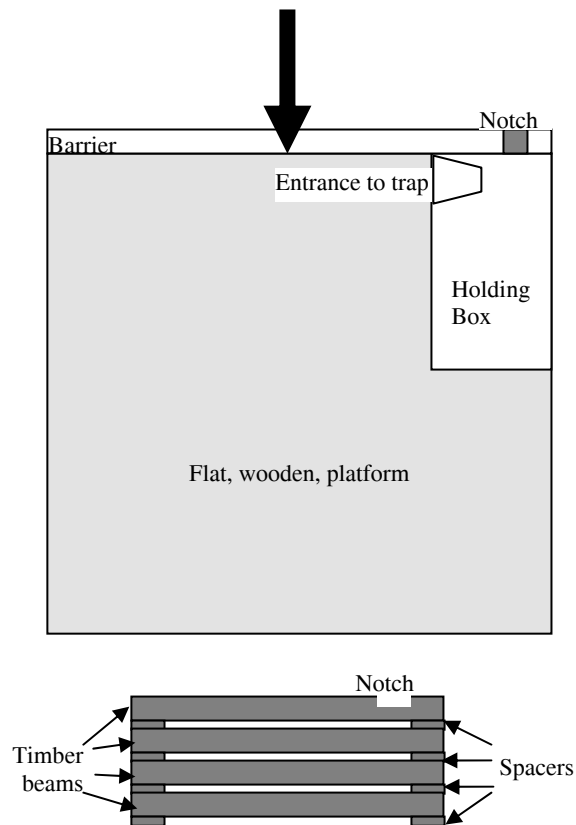 Notch
Barrier
Entrance to trap
Holding
Box
Flat, wooden, platform
Notch
Timber
beams
Spacers